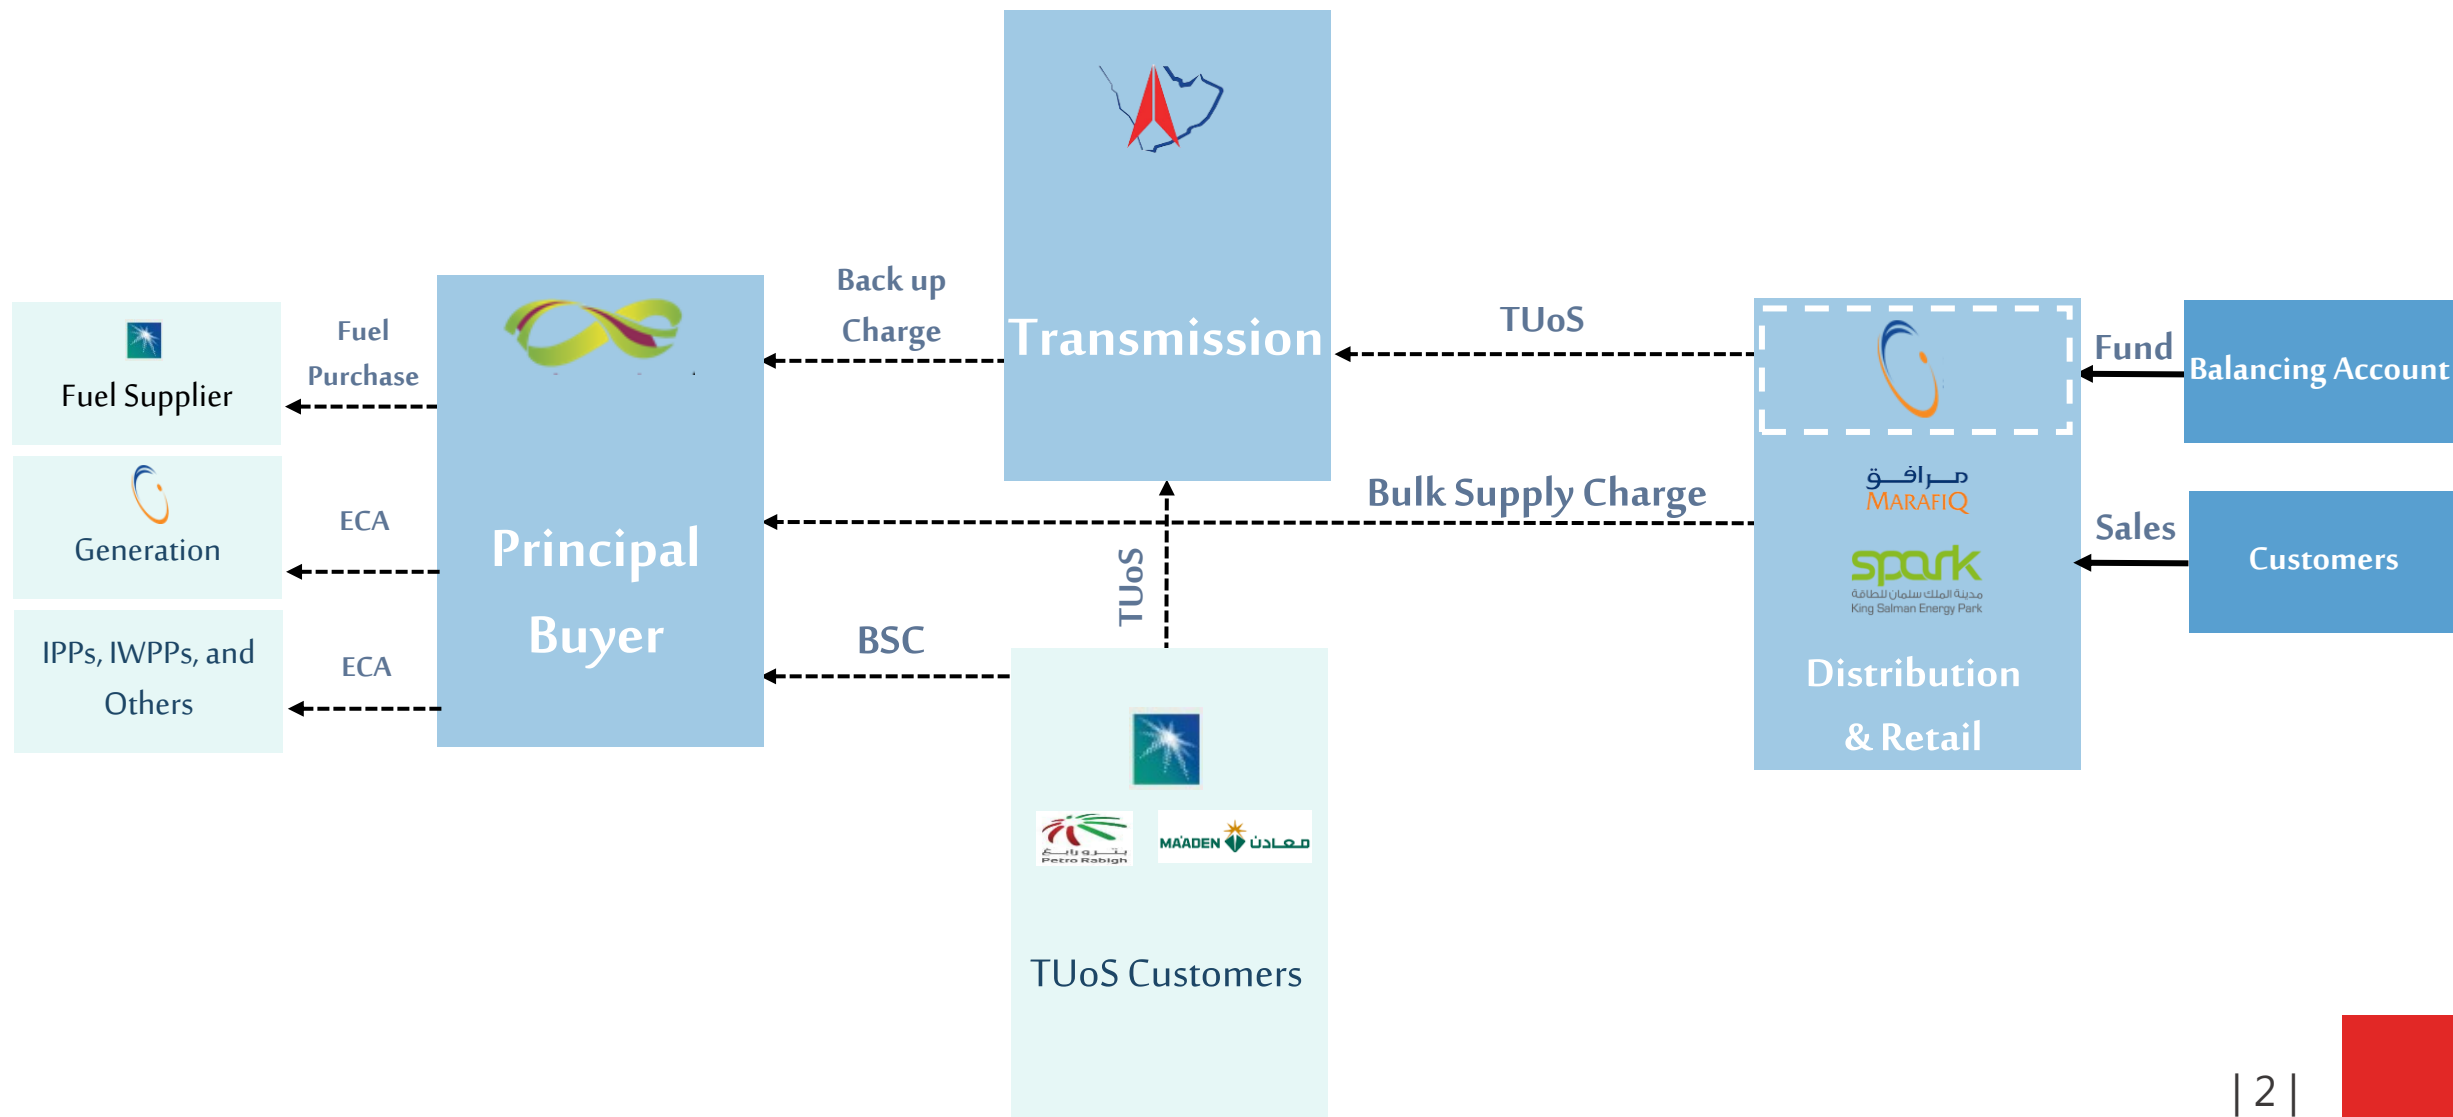 Transmission
Back up
Charge
Fuel
Purchase
Fuel Supplier
ECA
Generation
ECA
IPPs, IWPPs, and
Others
Principal
Buyer
BSC
TUoS
TUoS
Bulk Supply Charge
مرافق
MARAFIQ
spark
مدينة الملك سلمان للطاقة
King Salman Energy Park
Distribution
& Retail
Fund
Balancing Account
Sales
Customers
بترورابغ
Petro Rabigh
MA'ADEN معادن
TUoS Customers
| 2 |